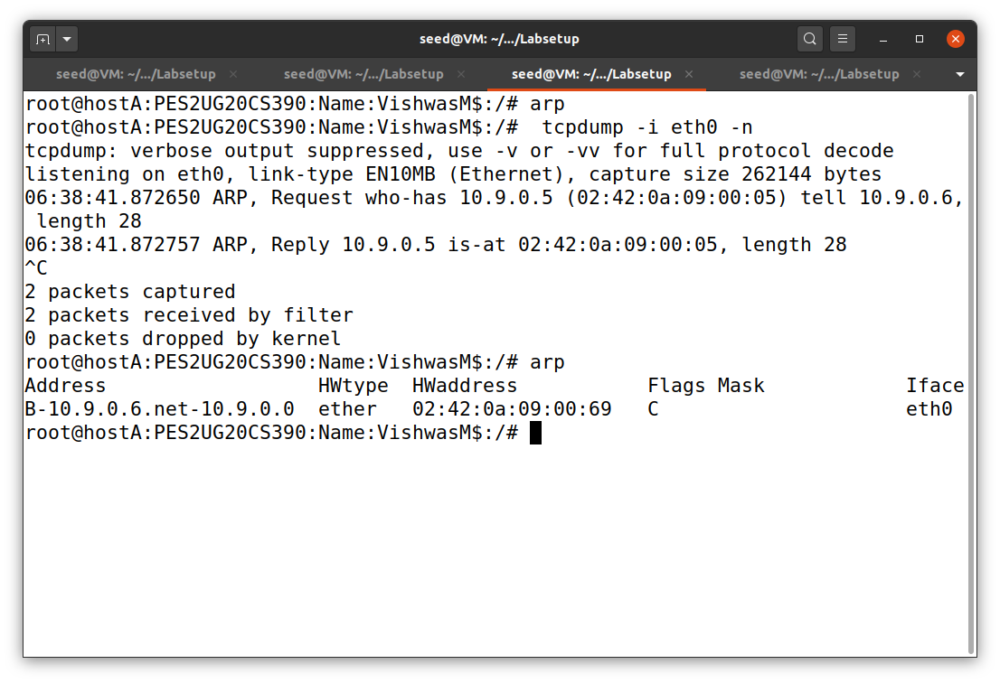 seed@VM: ~/.../Labsetup
seed@VM: ~/.../Labsetup × seed@VM: ~/.../Labsetup × seed@VM: ~/.../Labsetup × seed@VM: ~/.../Labsetup ×
root@hostA:PES2UG20CS390:Name:VishwasM$:/# arp
root@hostA:PES2UG20CS390:Name:VishwasM$:/#  tcpdump -i eth0 -n
tcpdump: verbose output suppressed, use -v or -vv for full protocol decode
listening on eth0, link-type EN10MB (Ethernet), capture size 262144 bytes
06:38:41.872650 ARP, Request who-has 10.9.0.5 (02:42:0a:09:00:05) tell 10.9.0.6,
 length 28
06:38:41.872757 ARP, Reply 10.9.0.5 is-at 02:42:0a:09:00:05, length 28
^C
2 packets captured
2 packets received by filter
0 packets dropped by kernel
root@hostA:PES2UG20CS390:Name:VishwasM$:/# arp
Address                  HWtype  HWaddress           Flags Mask            Iface
B-10.9.0.6.net-10.9.0.0  ether   02:42:0a:09:00:69   C                     eth0
root@hostA:PES2UG20CS390:Name:VishwasM$:/#